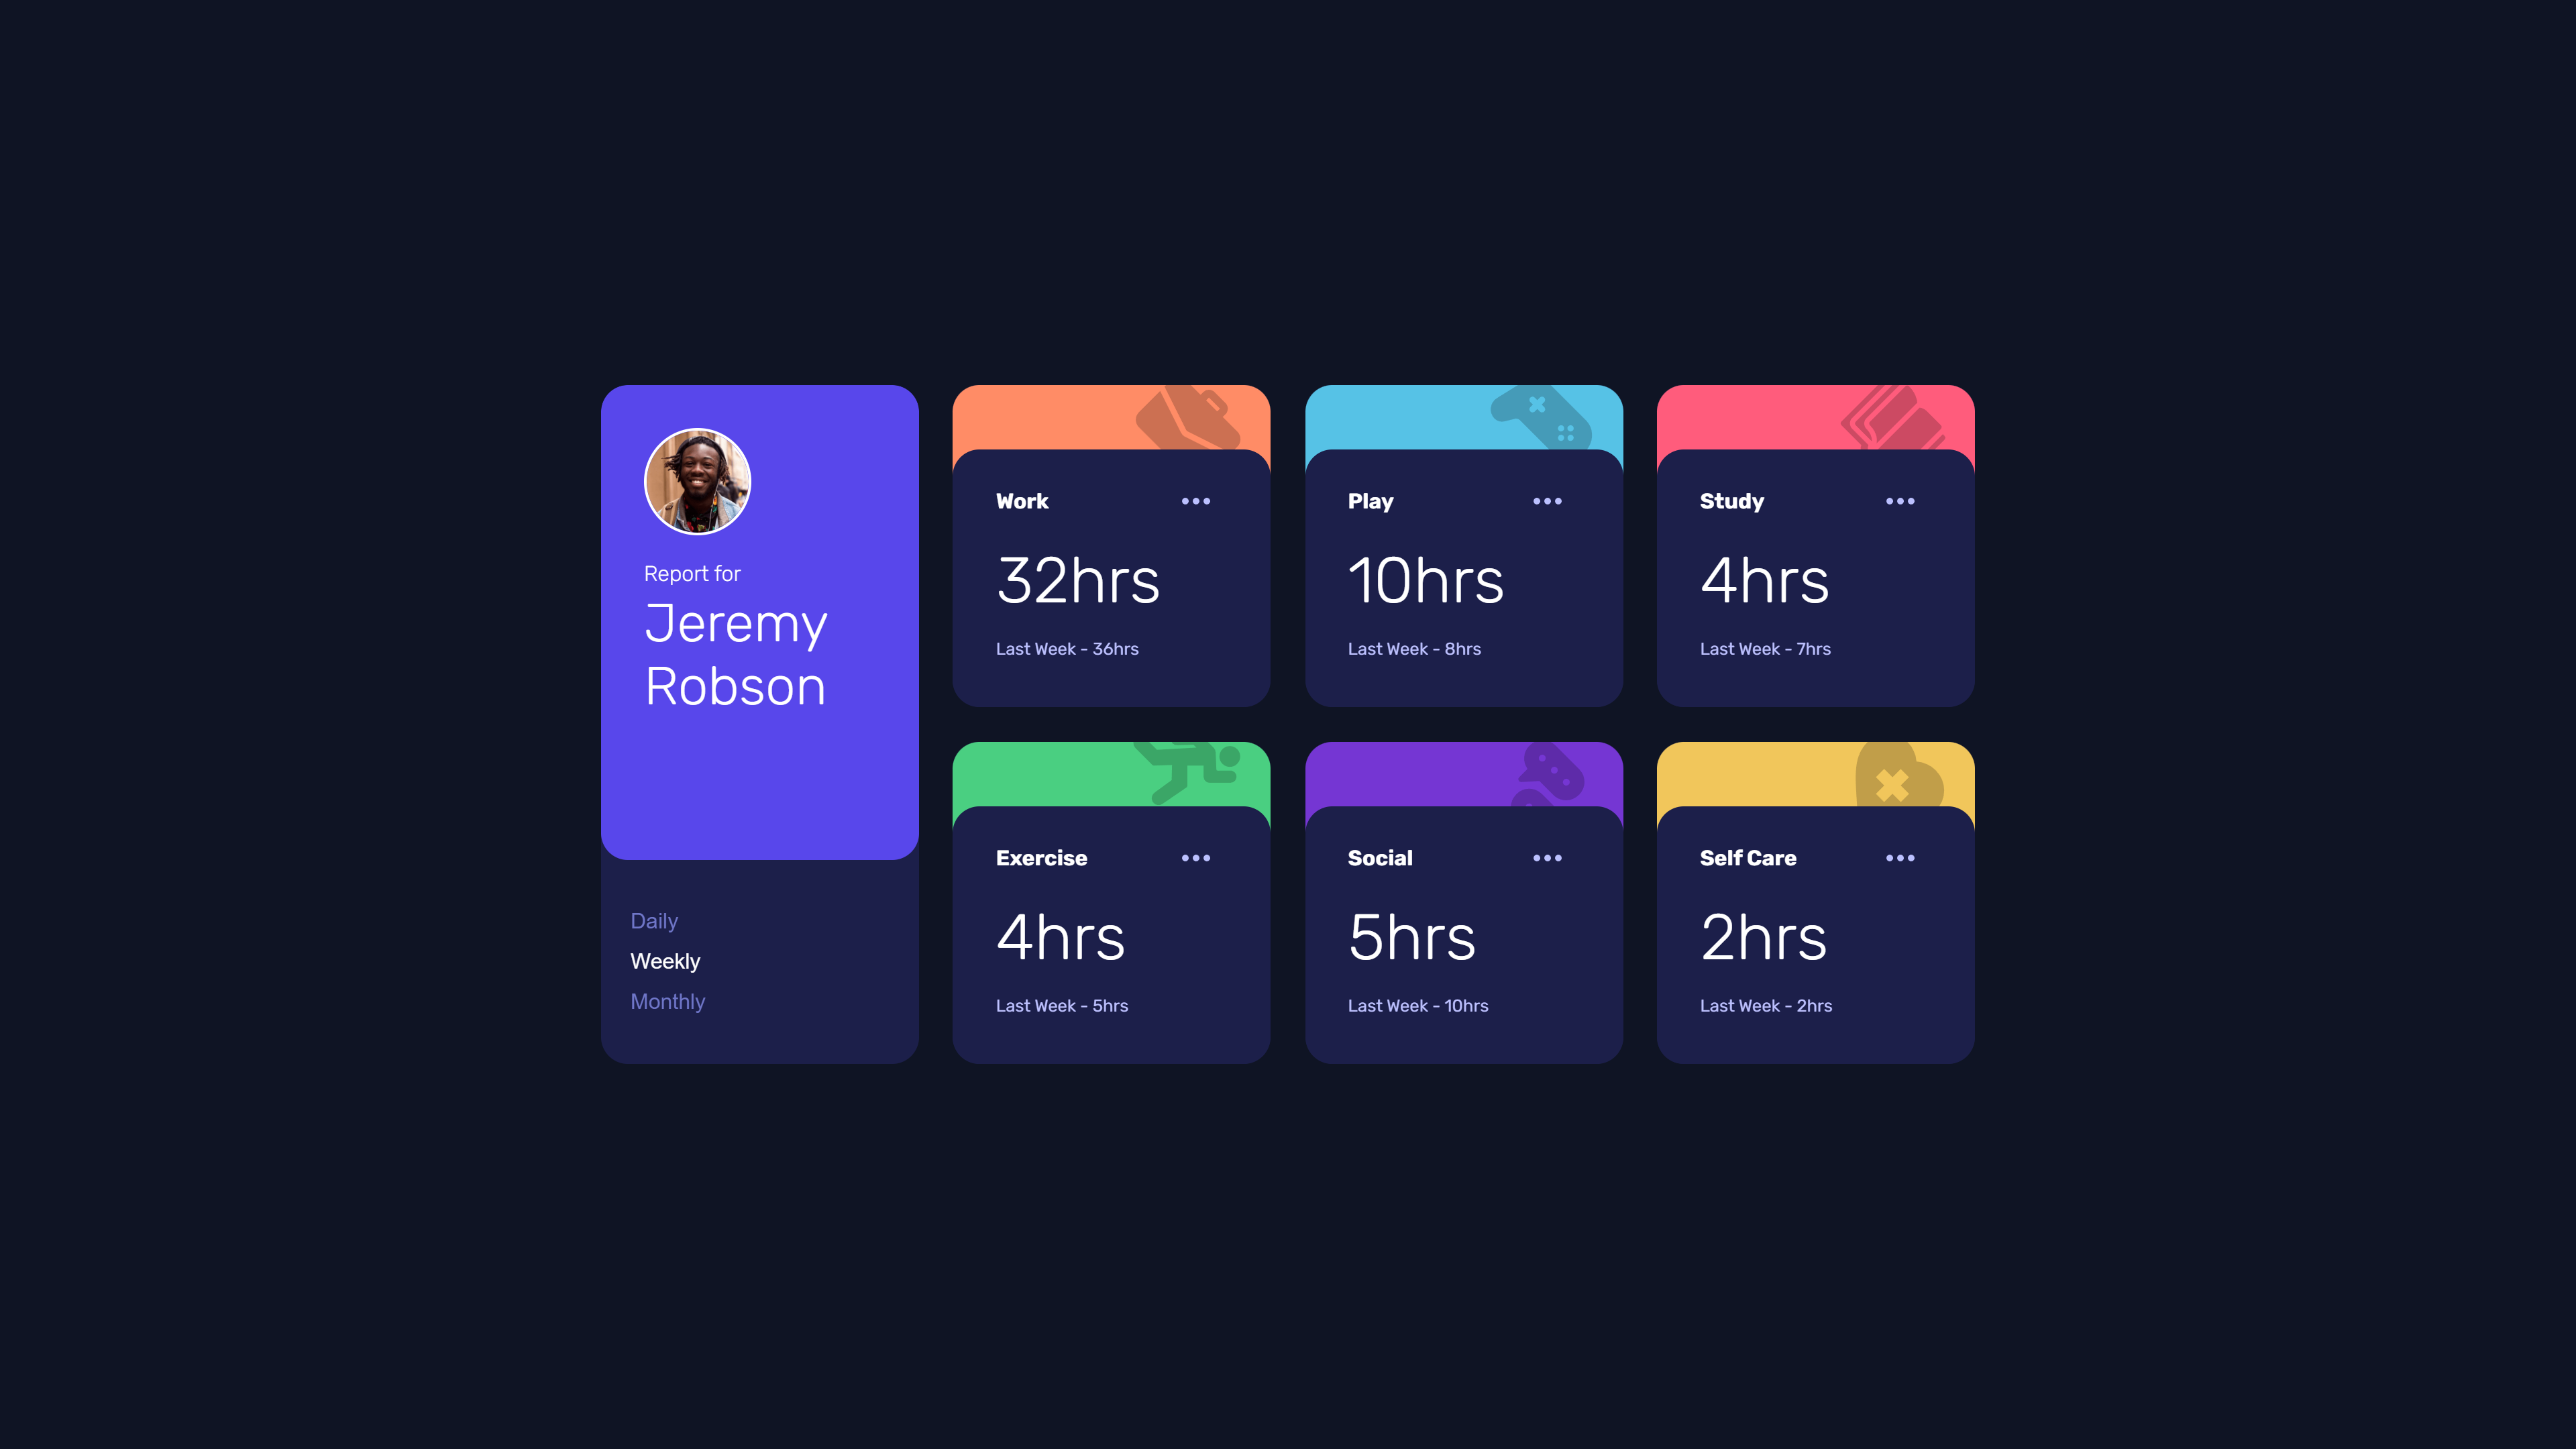 Report for
Jeremy
Robson
Daily
Weekly
Monthly
Work
32hrs
Last Week - 36hrs
Play
10hrs
Last Week - 8hrs
Study
4hrs
Last Week - 7hrs
Exercise
4hrs
Last Week - 5hrs
Social
5hrs
Last Week - 10hrs
Self Care
2hrs
Last Week - 2hrs